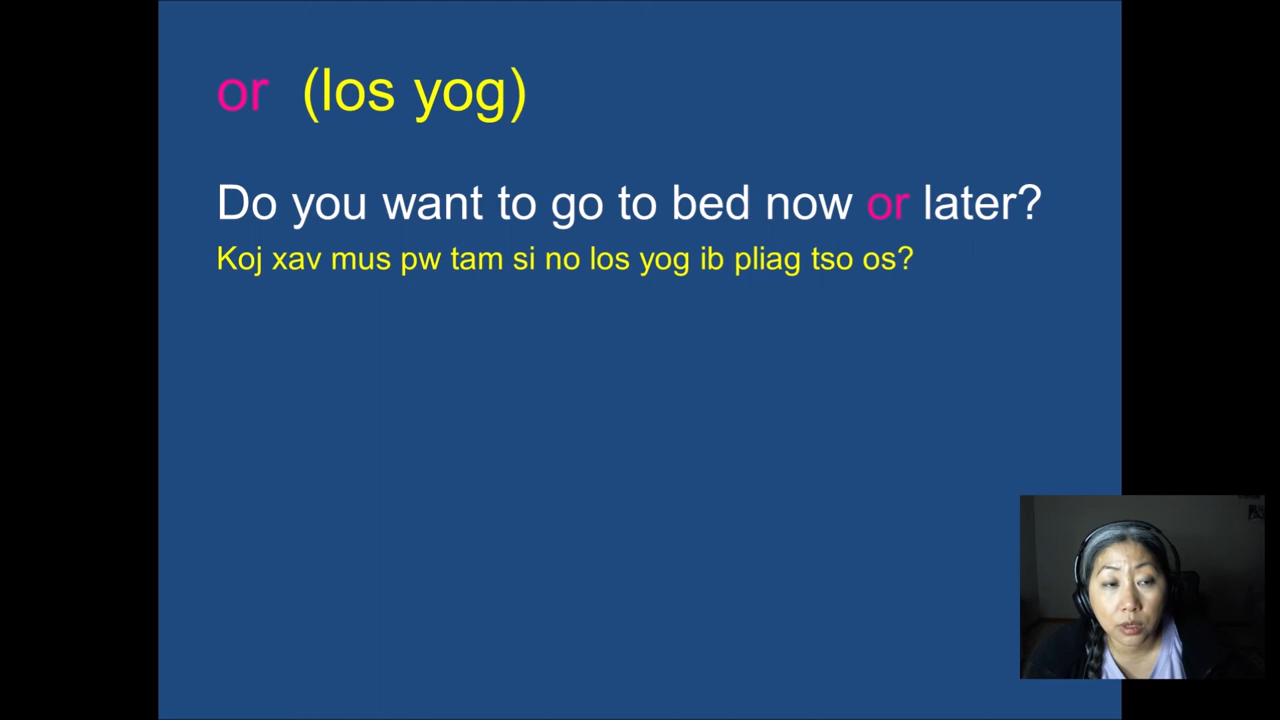 or (los yog)
Do you want to go to bed now or later?
Koj xav mus pw tam si no los yog ib pliag tso os?